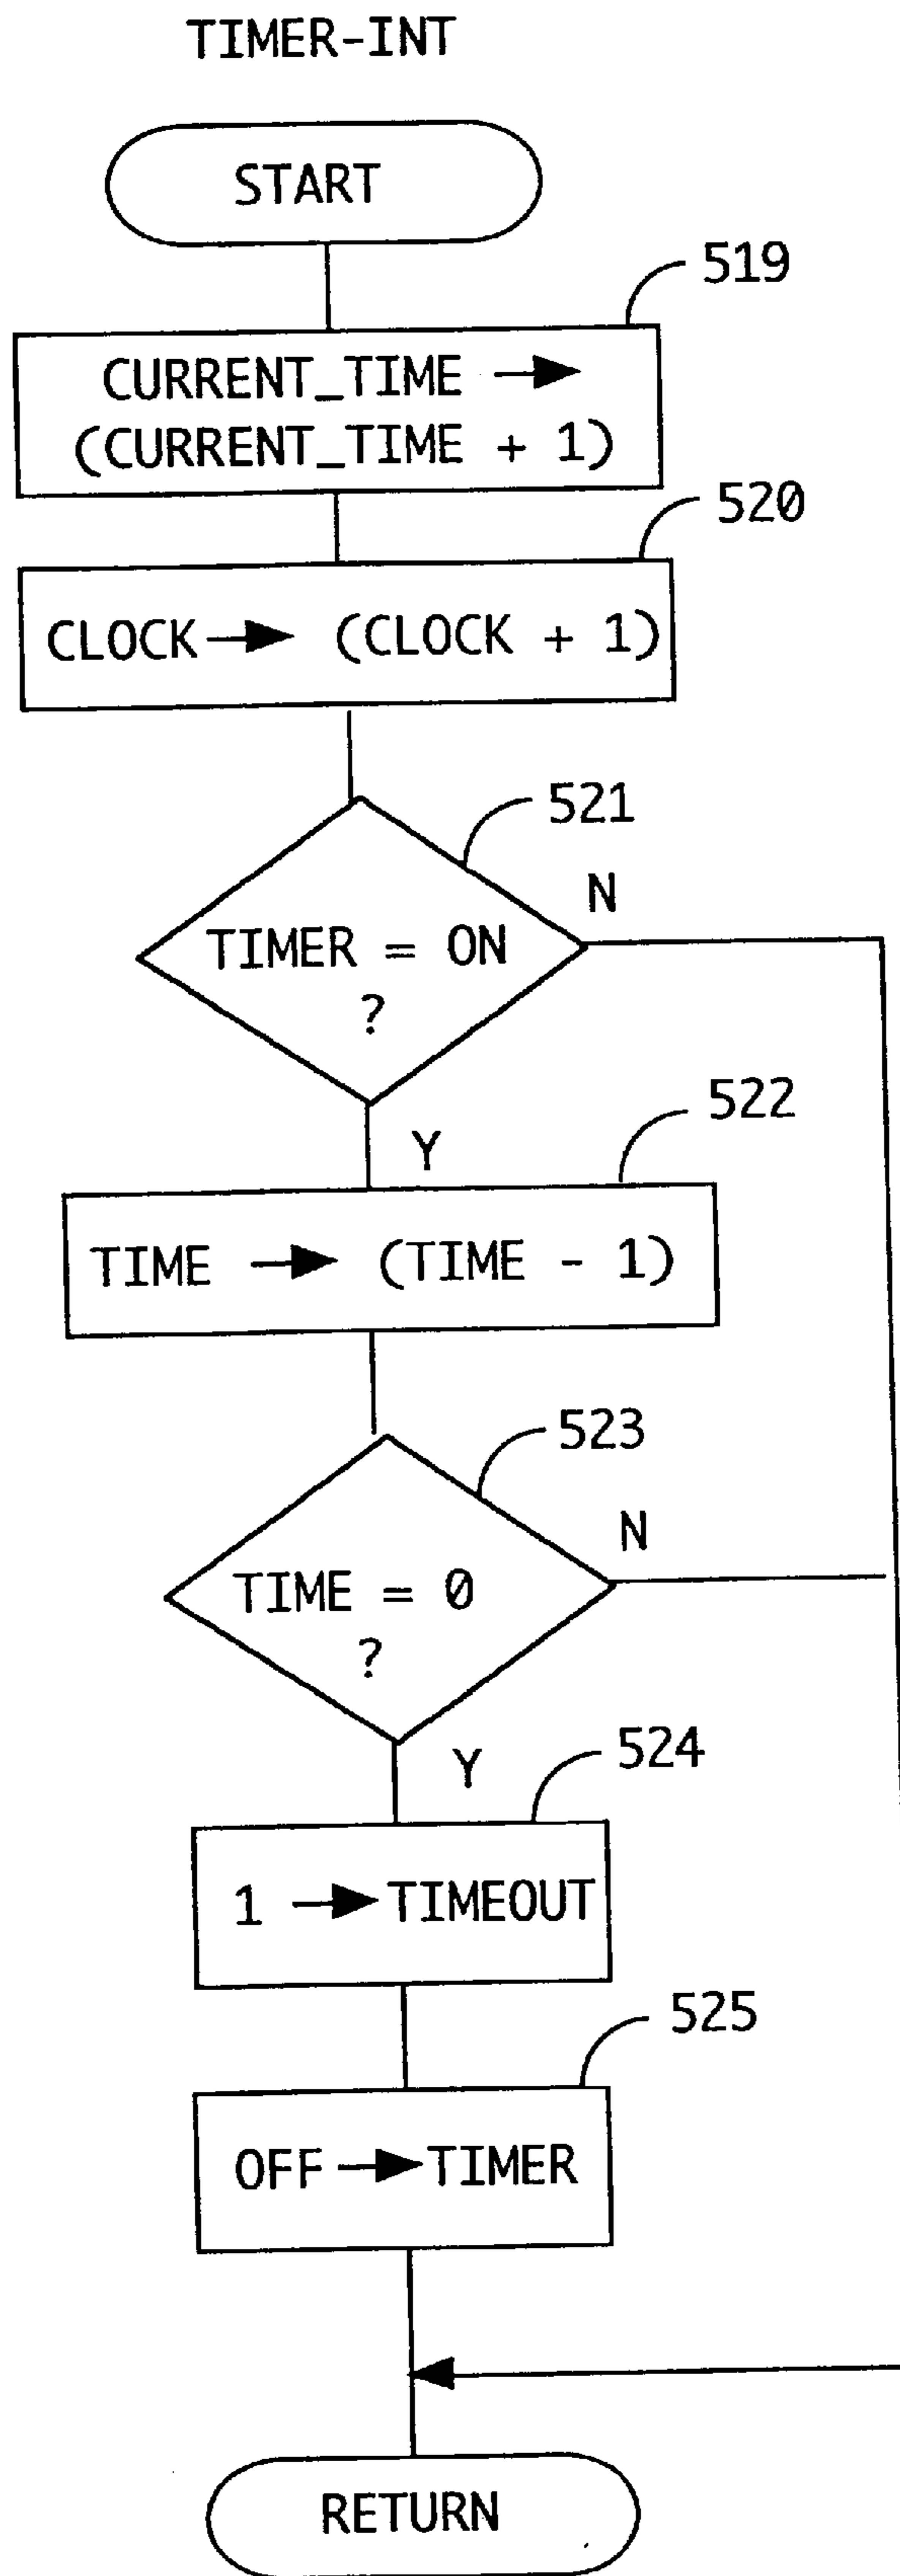 TIMER-INT
START
519
CURRENT_TIME →
(CURRENT_TIME + 1)
520
CLOCK → (CLOCK + 1)
521
N
TIMER = ON
?
522
Y
TIME → (TIME - 1)
523
N
TIME = 0
?
524
Y
1 → TIMEOUT
525
OFF → TIMER
RETURN